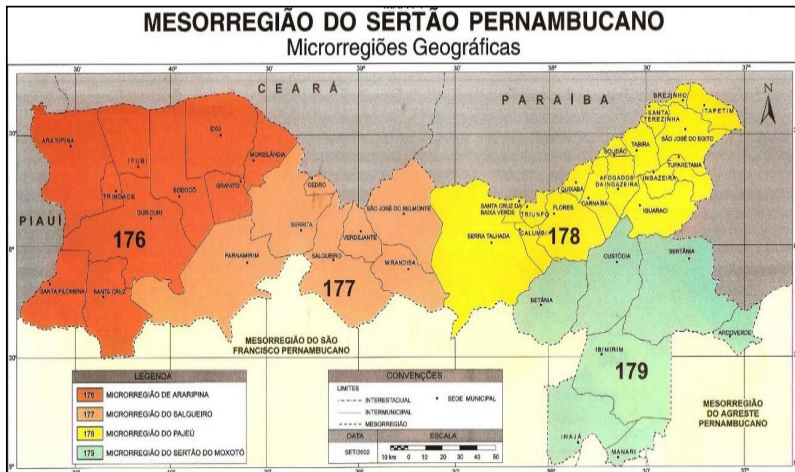 MESORREGIÃO DO SERTÃO PERNAMBUCANO
Microrregiões Geográficas
CEARÁ
PARAÍBA
N
PIAUÍ
ARARIPINA
IPUBI
EXU
MOREILÂNDIA
TRINDADE
BODOCÓ
GRANITO
OURICURI
176
SANTA FILOMENA
SANTA CRUZ
CEDRO
SERRITA
SÃO JOSÉ DO BELMONTE
VERDEJANTE
PARNAMIRIM
SALGUEIRO
MIRANDIBA
177
BREJINHO
SANTA TEREZINHA
ITAPETIM
TABIRA
SÃO JOSÉ DO EGITO
SOLIDÃO
TUPARETAMA
AFOGADOS DA INGAZEIRA
INGAZEIRA
QUIXABA
CARNAÍBA
IGUARACI
SANTA CRUZ DA BAIXA VERDE
TRIUNFO
FLORES
CALUMBI
SERRA TALHADA
178
CUSTÓDIA
SERTÂNIA
BETÂNIA
ARCOVERDE
IBIMIRIM
179
INAJÁ
MANARI
MESORREGIÃO DO SÃO
FRANCISCO PERNAMBUCANO
MESORREGIÃO
DO AGRESTE
PERNAMBUCANO
LEGENDA
176 MICRORREGIÃO DE ARARIPINA
177 MICRORREGIÃO DO SALGUEIRO
178 MICRORREGIÃO DO PAJEÚ
179 MICRORREGIÃO DO SERTÃO DO MOXOTÓ
CONVENÇÕES
LIMITES
INTERESTADUAL
INTERMUNICIPAL
MESORREGIÃO
SEDE MUNICIPAL
DATA
ESCALA
SET/2002
10 km 0 10 20 30 40 50